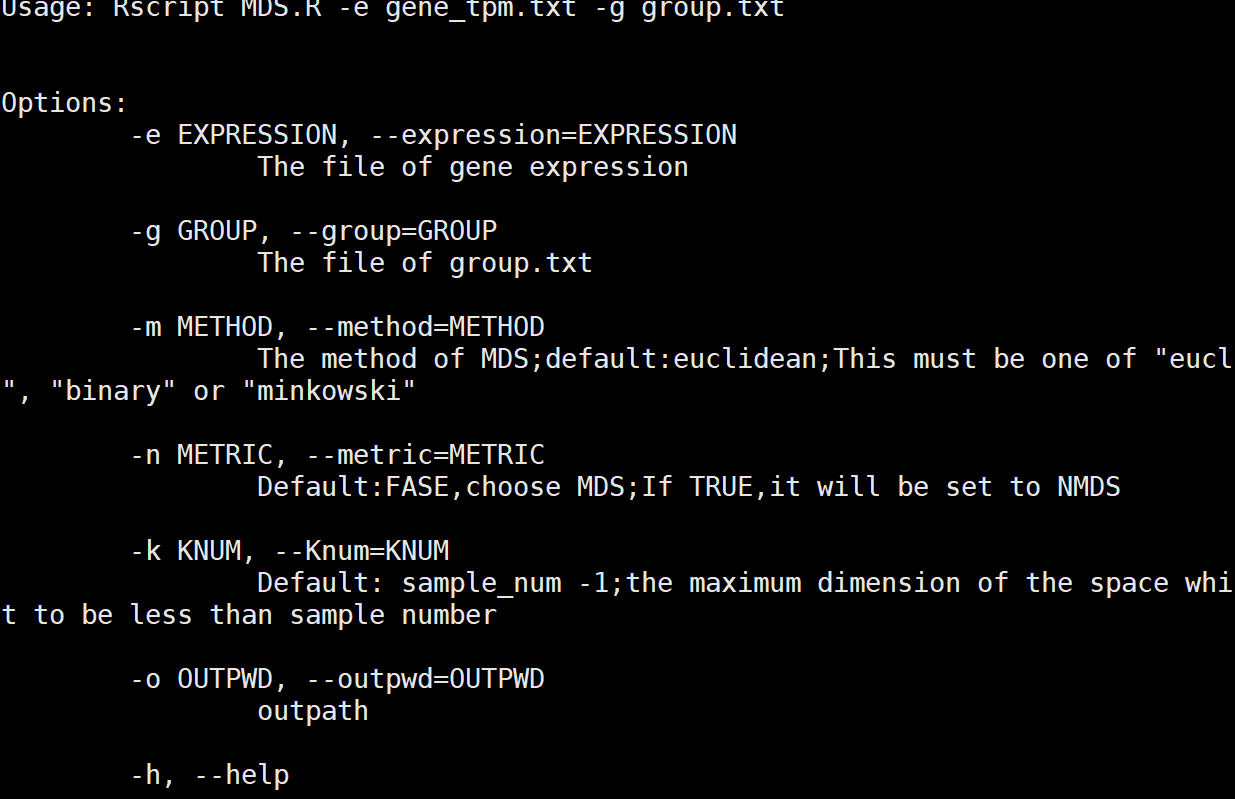 Usage: Rscript MDS.R -e gene_tpm.txt -g group.txt
Options:
-e EXPRESSION, --expression=EXPRESSION
The file of gene expression
-g GROUP, --group=GROUP
The file of group.txt
-m METHOD, --method=METHOD
The method of MDS;default:euclidean;This must be one of "eucl
", "binary" or "minkowski"
-n METRIC, --metric=METRIC
Default:FASE,choose MDS;If TRUE,it will be set to NMDS
-k KNUM, --Knum=KNUM
Default: sample_num -1;the maximum dimension of the space whi
t to be less than sample number
-o OUTPWD, --outpwd=OUTPWD
outpath
-h, --help